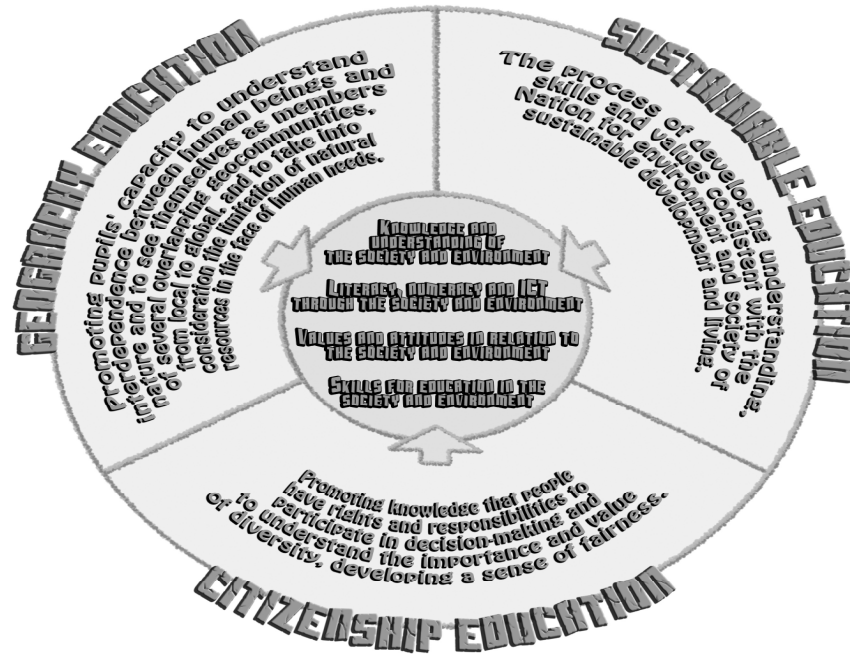 GEOGRAPHY EDUCATION
Promoting pupils' capacity to understand
interdependence between human beings and
nature and to see themselves as members
of several overlapping geocommunities,
from local to global, and to take into
consideration the limitation of natural
resources in the face of human needs.
SUSTAINABLE EDUCATION
The process of developing understanding,
skills and values consistent with the
Nation for environment and society of
sustainable development and living.
Knowledge and
understanding of
the society and environment
Literacy, numeracy and ICT
through the society and environment
Values and attitudes in relation to
the society and environment
Skills for education in the
society and environment
Promoting knowledge that people
have rights and responsibilities to
participate in decision-making and
to understand the importance and value
of diversity, developing a sense of fairness.
CITIZENSHIP EDUCATION